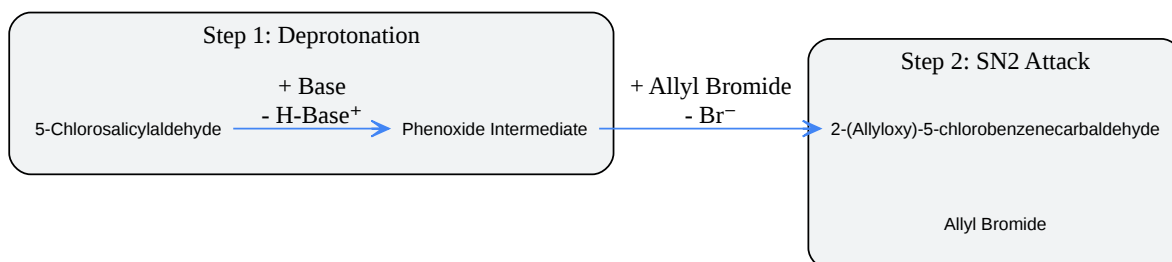 Step 1: Deprotonation
+ Base
- H-Base⁺
5-Chlorosalicylaldehyde
Phenoxide Intermediate
+ Allyl Bromide
- Br⁻
Step 2: SN2 Attack
2-(Allyloxy)-5-chlorobenzenecarbaldehyde
Allyl Bromide